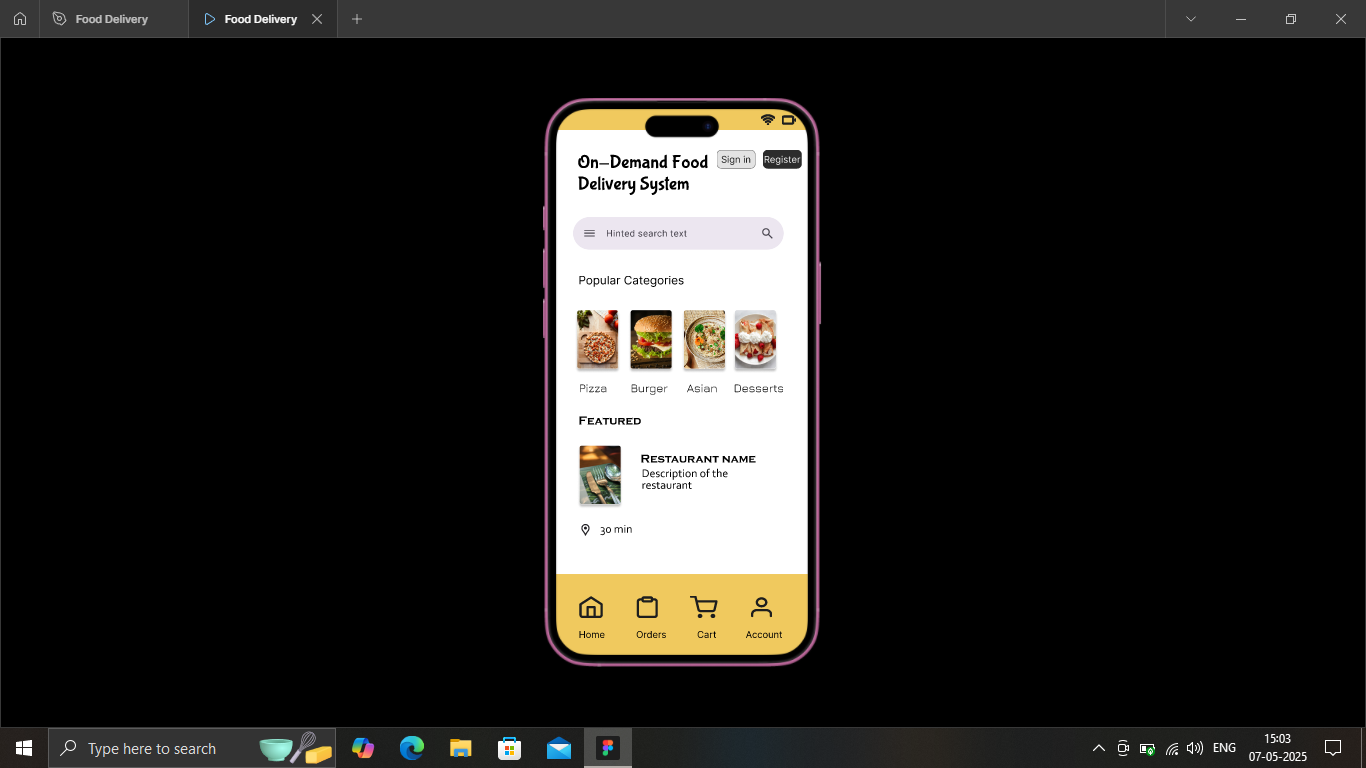 Food Delivery
Food Delivery
On-Demand Food
Delivery System
Sign in
Register
Hinted search text
Popular Categories
Pizza
Burger
Asian
Desserts
Featured
Restaurant name
Description of the
restaurant
30 min
Home
Orders
Cart
Account
Type here to search
ENG
15:03
07-05-2025